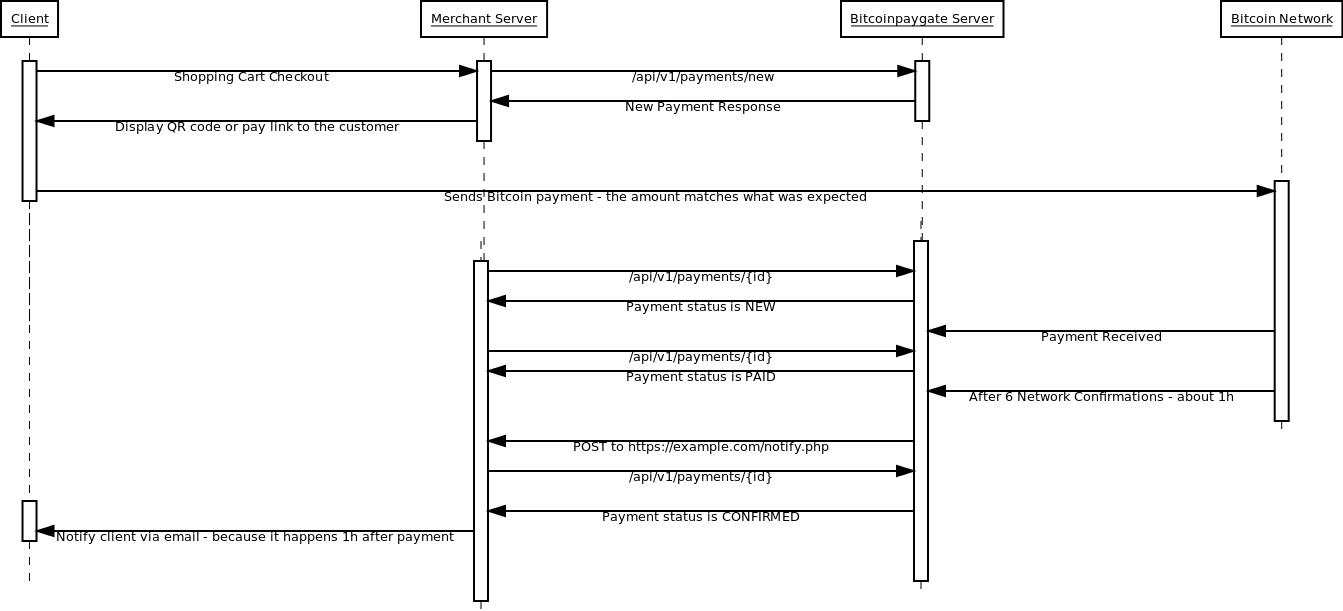 Client
Merchant Server
Bitcoinpaygate Server
Bitcoin Network
Shopping Cart Checkout
/api/v1/payments/new
New Payment Response
Display QR code or pay link to the customer
Sends Bitcoin payment - the amount matches what was expected
/api/v1/payments/{id}
Payment status is NEW
Payment Received
/api/v1/payments/{id}
Payment status is PAID
After 6 Network Confirmations - about 1h
POST to https://example.com/notify.php
/api/v1/payments/{id}
Payment status is CONFIRMED
Notify client via email - because it happens 1h after payment